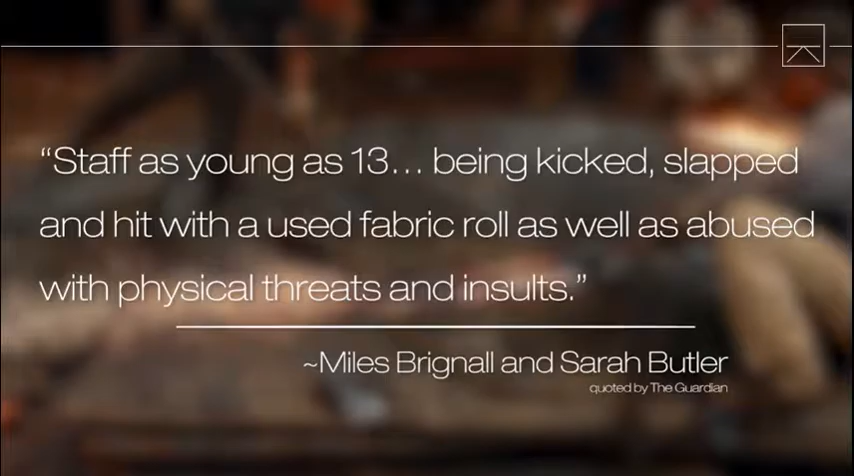 “Staff as young as 13... being kicked, slapped
and hit with a used fabric roll as well as abused
with physical threats and insults.”
~Miles Brignall and Sarah Butler
quoted by The Guardian